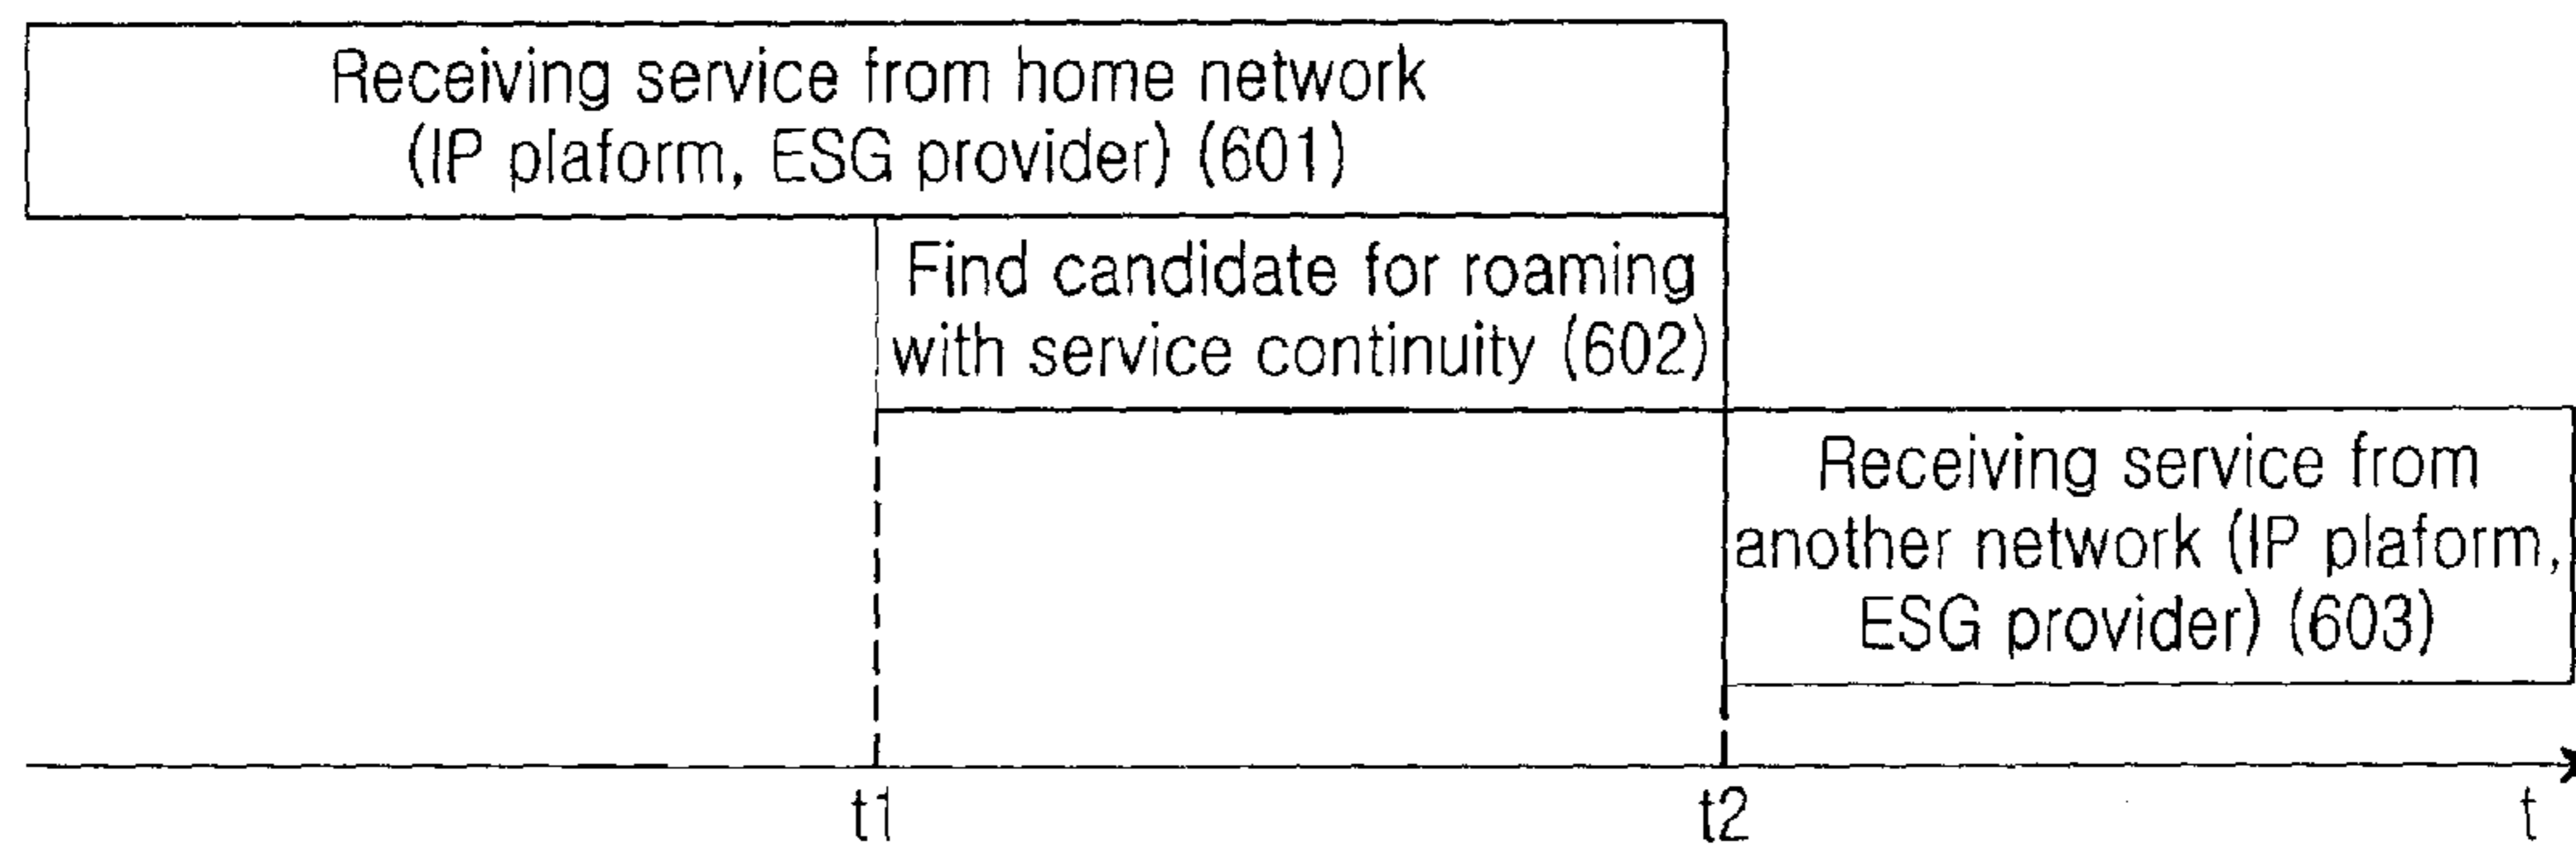 Receiving service from home network
(IP plaform, ESG provider) (601)
Find candidate for roaming
with service continuity (602)
Receiving service from
another network (IP plaform,
ESG provider) (603)
t1
t2
t